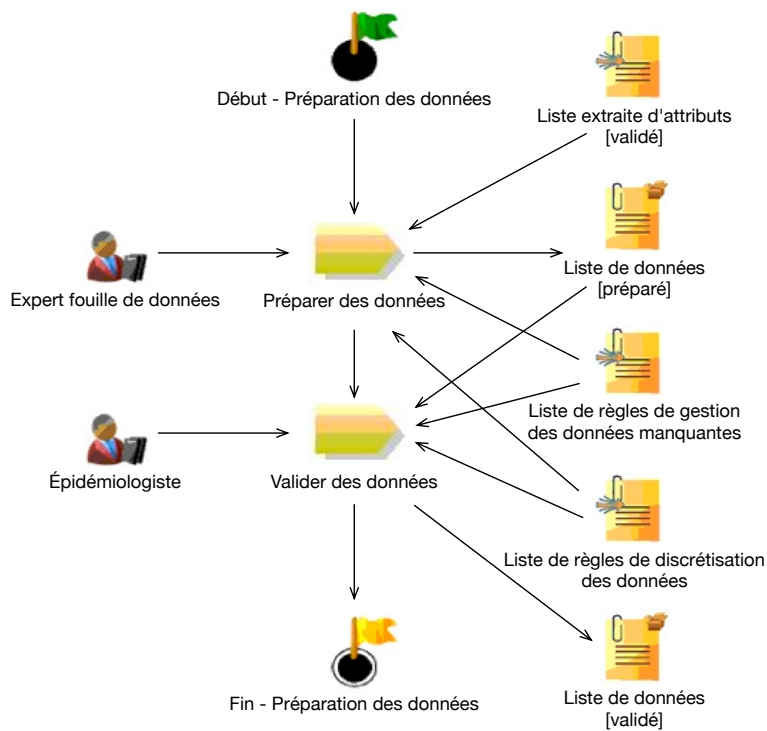 Début - Préparation des données
Liste extraite d'attributs
[validé]
Expert fouille de données
Préparer des données
Liste de données
[préparé]
Liste de règles de gestion
des données manquantes
Épidémiologiste
Valider des données
Liste de règles de discrétisation
des données
Fin - Préparation des données
Liste de données
[validé]